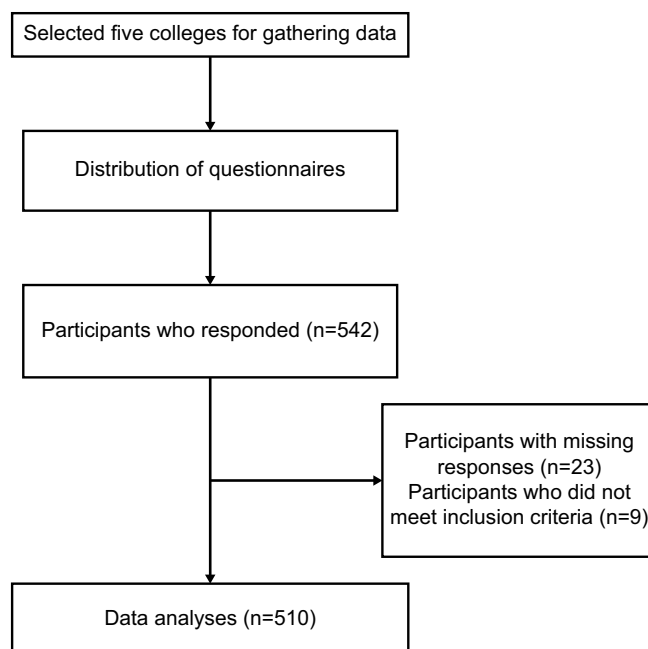 Selected five colleges for gathering data
Distribution of questionnaires
Participants who responded (n=542)
Participants with missing
responses (n=23)
Participants who did not
meet inclusion criteria (n=9)
Data analyses (n=510)